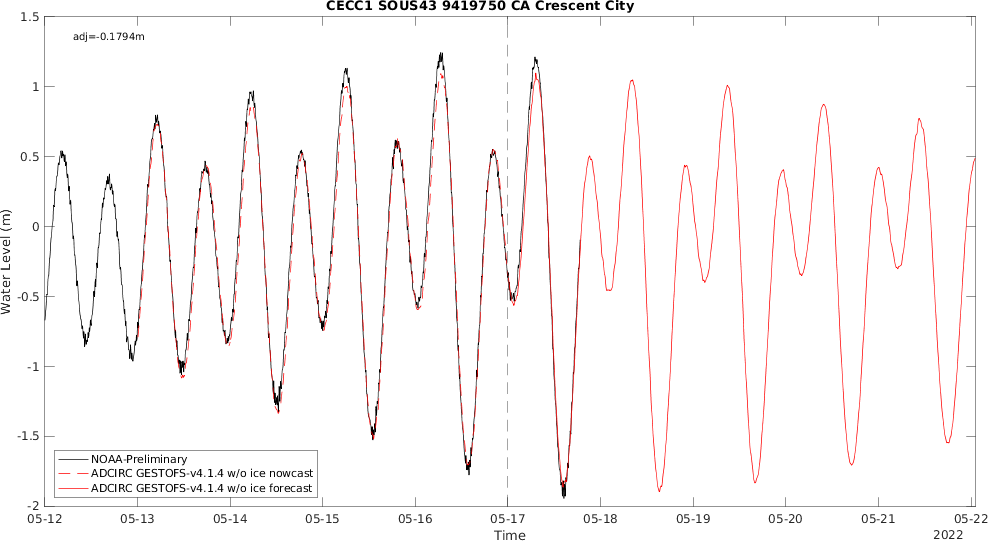 CECC1 SOUS43 9419750 CA Crescent City
adj=-0.1794m
1.5
1
0.5
0
-0.5
-1
-1.5
-2
Water Level (m)
NOAA-Preliminary
ADCIRC GESTOFS-v4.1.4 w/o ice nowcast
ADCIRC GESTOFS-v4.1.4 w/o ice forecast
05-12 05-13 05-14 05-15 05-16 05-17 05-18 05-19 05-20 05-21 05-22
Time
2022